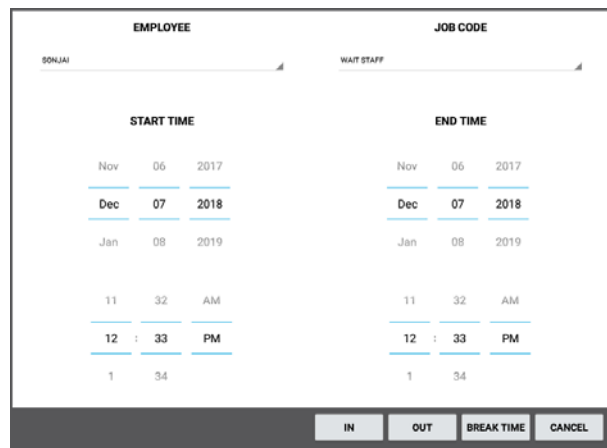 EMPLOYEE JOB CODE
SONJAI WAIT STAFF
START TIME END TIME
Nov 06 2017 Nov 06 2017
Dec 07 2018 Dec 07 2018
Jan 08 2019 Jan 08 2019
11 32 AM 11 32 AM
12 : 33 PM 12 : 33 PM
1 34 1 34
IN OUT BREAK TIME CANCEL